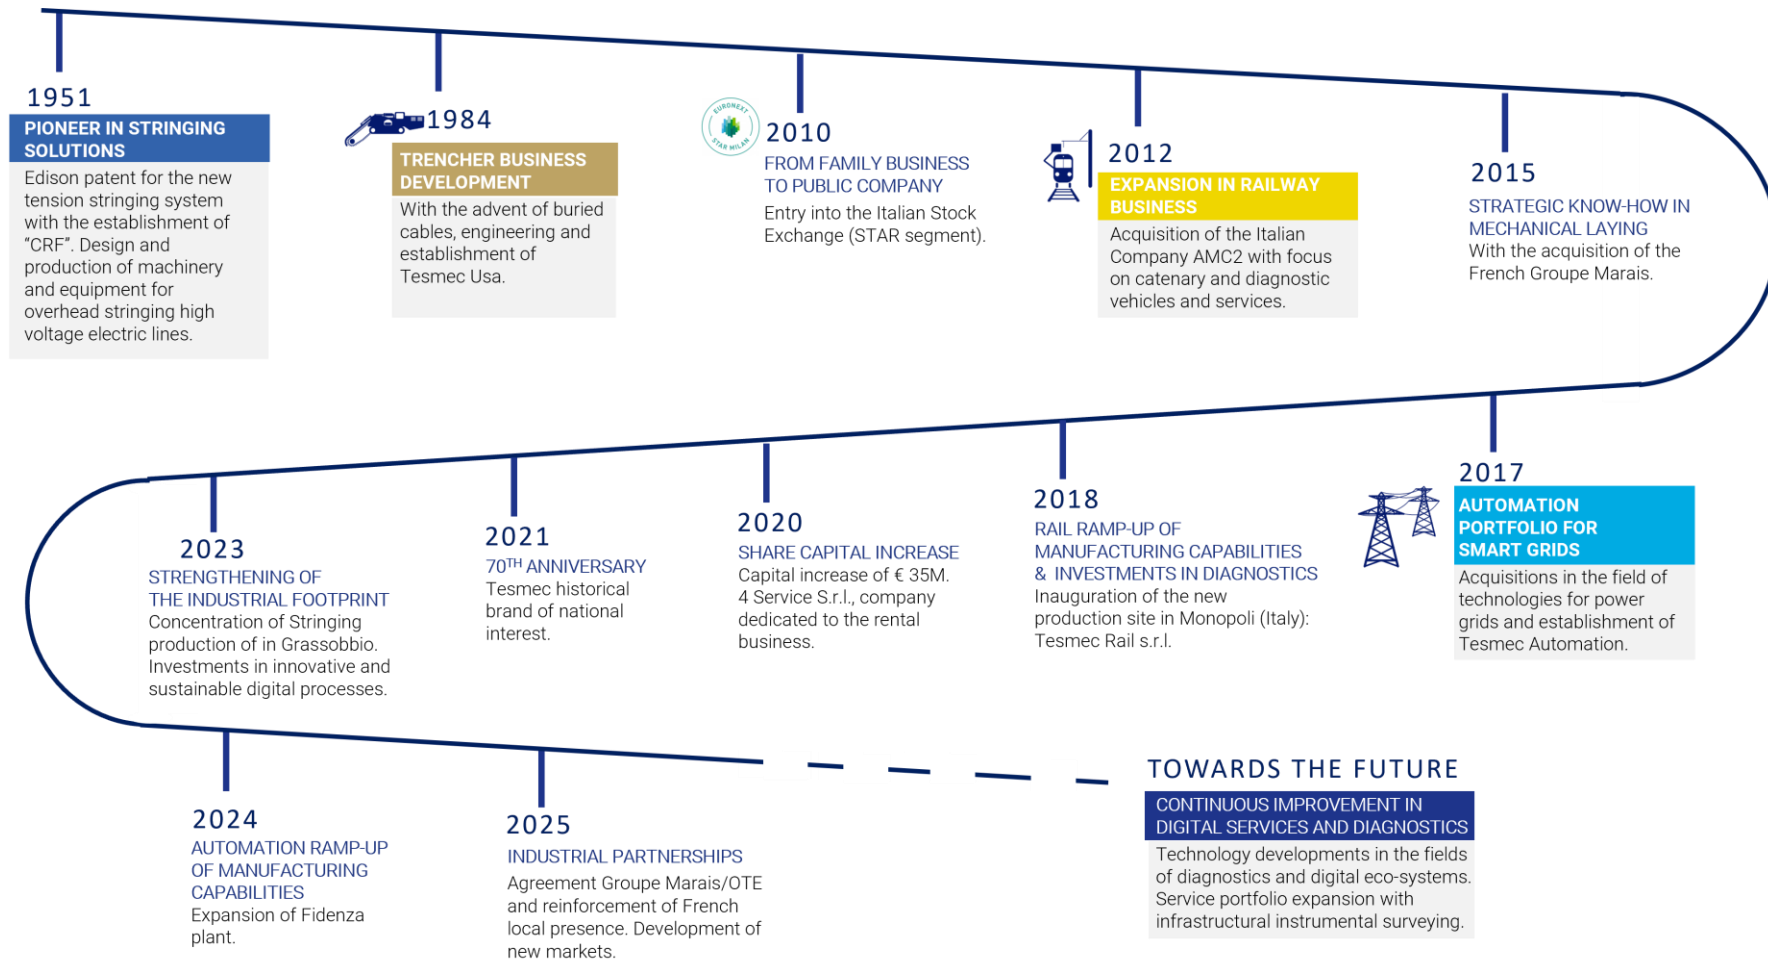 1951
PIONEER IN STRINGING
SOLUTIONS
Edison patent for the new
tension stringing system
with the establishment of
“CRF”. Design and
production of machinery
and equipment for
overhead stringing high
voltage electric lines.
1984
TRENCHER BUSINESS
DEVELOPMENT
With the advent of buried
cables, engineering and
establishment of
Tesmec Usa.
EURONEXT
STAR MILAN
2010
FROM FAMILY BUSINESS
TO PUBLIC COMPANY
Entry into the Italian Stock
Exchange (STAR segment).
2012
EXPANSION IN RAILWAY
BUSINESS
Acquisition of the Italian
Company AMC2 with focus
on catenary and diagnostic
vehicles and services.
2015
STRATEGIC KNOW-HOW IN
MECHANICAL LAYING
With the acquisition of the
French Groupe Marais.
2017
AUTOMATION
PORTFOLIO FOR
SMART GRIDS
Acquisitions in the field of
technologies for power
grids and establishment of
Tesmec Automation.
2018
RAIL RAMP-UP OF
MANUFACTURING CAPABILITIES
& INVESTMENTS IN DIAGNOSTICS
Inauguration of the new
production site in Monopoli (Italy):
Tesmec Rail s.r.l.
2020
SHARE CAPITAL INCREASE
Capital increase of € 35M.
4 Service S.r.l., company
dedicated to the rental
business.
2021
70TH ANNIVERSARY
Tesmec historical
brand of national
interest.
2023
STRENGTHENING OF
THE INDUSTRIAL FOOTPRINT
Concentration of Stringing
production of in Grassobbio.
Investments in innovative and
sustainable digital processes.
2024
AUTOMATION RAMP-UP
OF MANUFACTURING
CAPABILITIES
Expansion of Fidenza
plant.
2025
INDUSTRIAL PARTNERSHIPS
Agreement Groupe Marais/OTE
and reinforcement of French
local presence. Development of
new markets.
TOWARDS THE FUTURE
CONTINUOUS IMPROVEMENT IN
DIGITAL SERVICES AND DIAGNOSTICS
Technology developments in the fields
of diagnostics and digital eco-systems.
Service portfolio expansion with
infrastructural instrumental surveying.